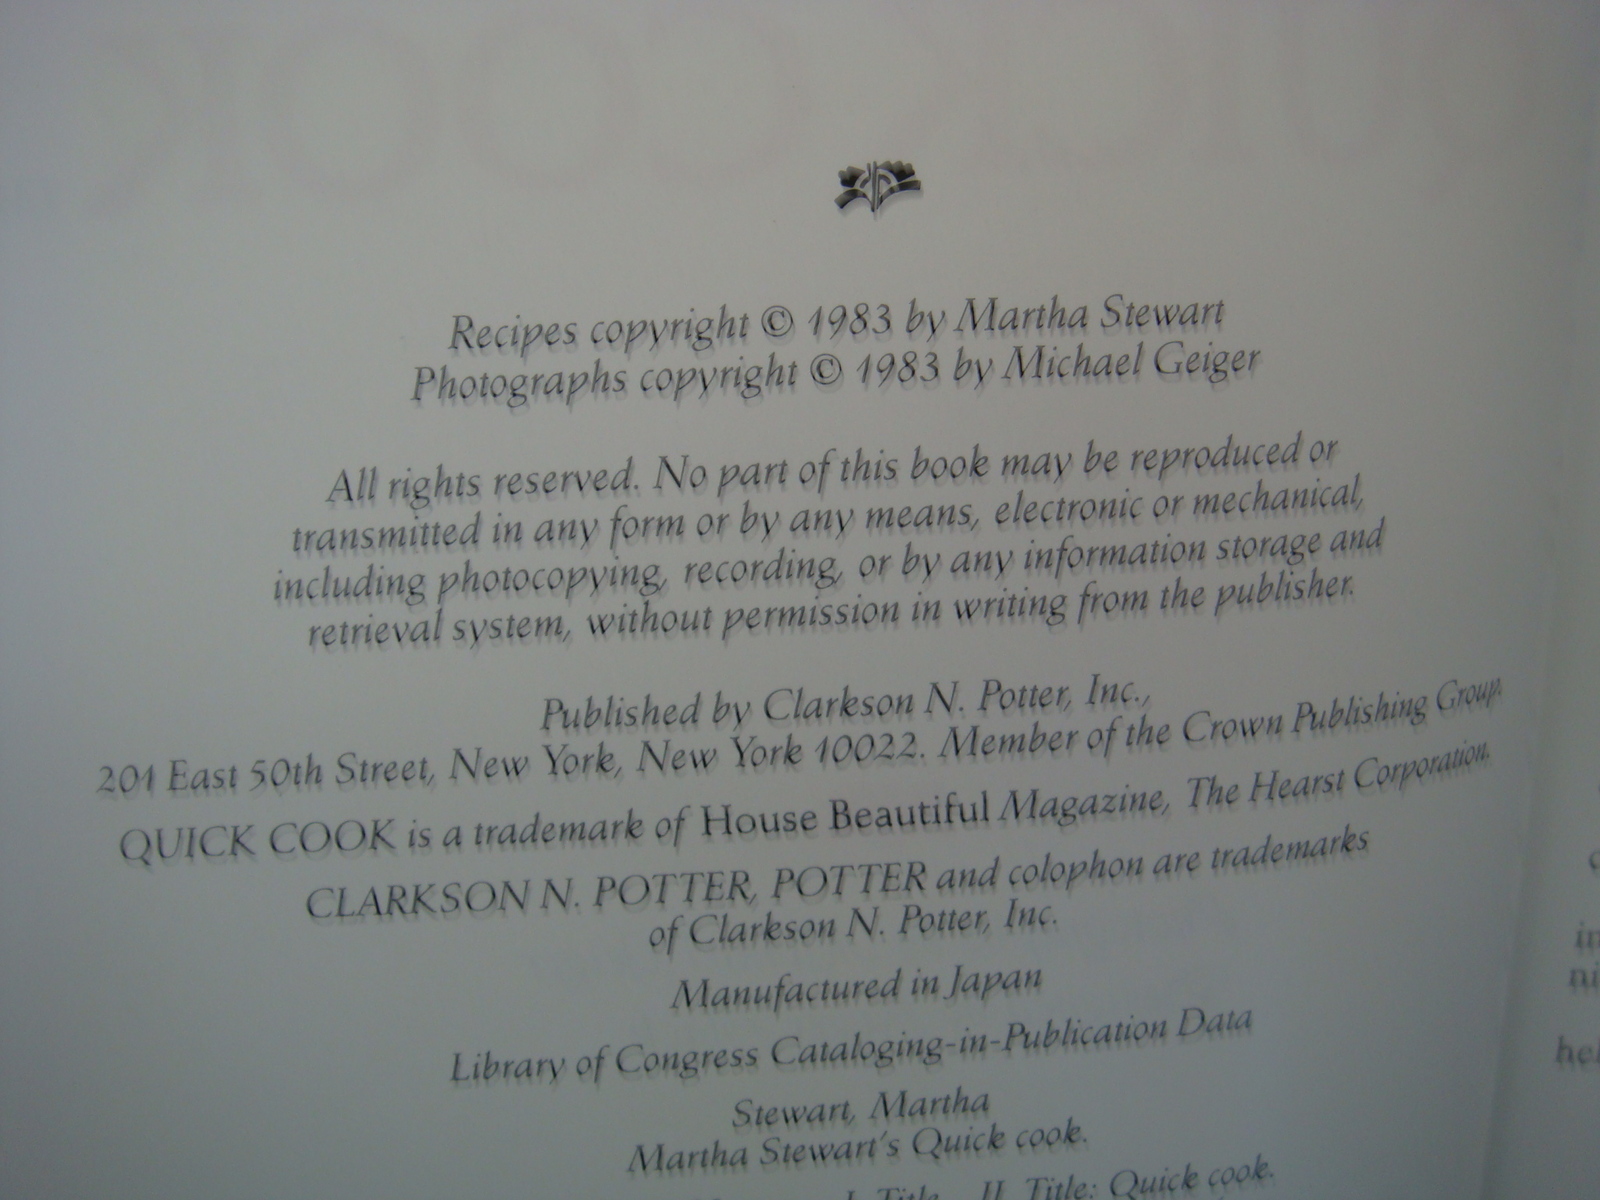 Recipes copyright © 1983 by Martha Stewart
Photographs copyright © 1983 by Michael Geiger
All rights reserved. No part of this book may be reproduced or
transmitted in any form or by any means, electronic or mechanical,
including photocopying, recording, or by any information storage and
retrieval system, without permission in writing from the publisher.
Published by Clarkson N. Potter, Inc.,
201 East 50th Street, New York, New York 10022. Member of the Crown Publishing Group.
QUICK COOK is a trademark of House Beautiful Magazine, The Hearst Corporation.
CLARKSON N. POTTER, POTTER and colophon are trademarks
of Clarkson N. Potter, Inc.
Manufactured in Japan
Library of Congress Cataloging-in-Publication Data
Stewart, Martha
Martha Stewart's Quick cook.
I. Title. II. Title: Quick cook.